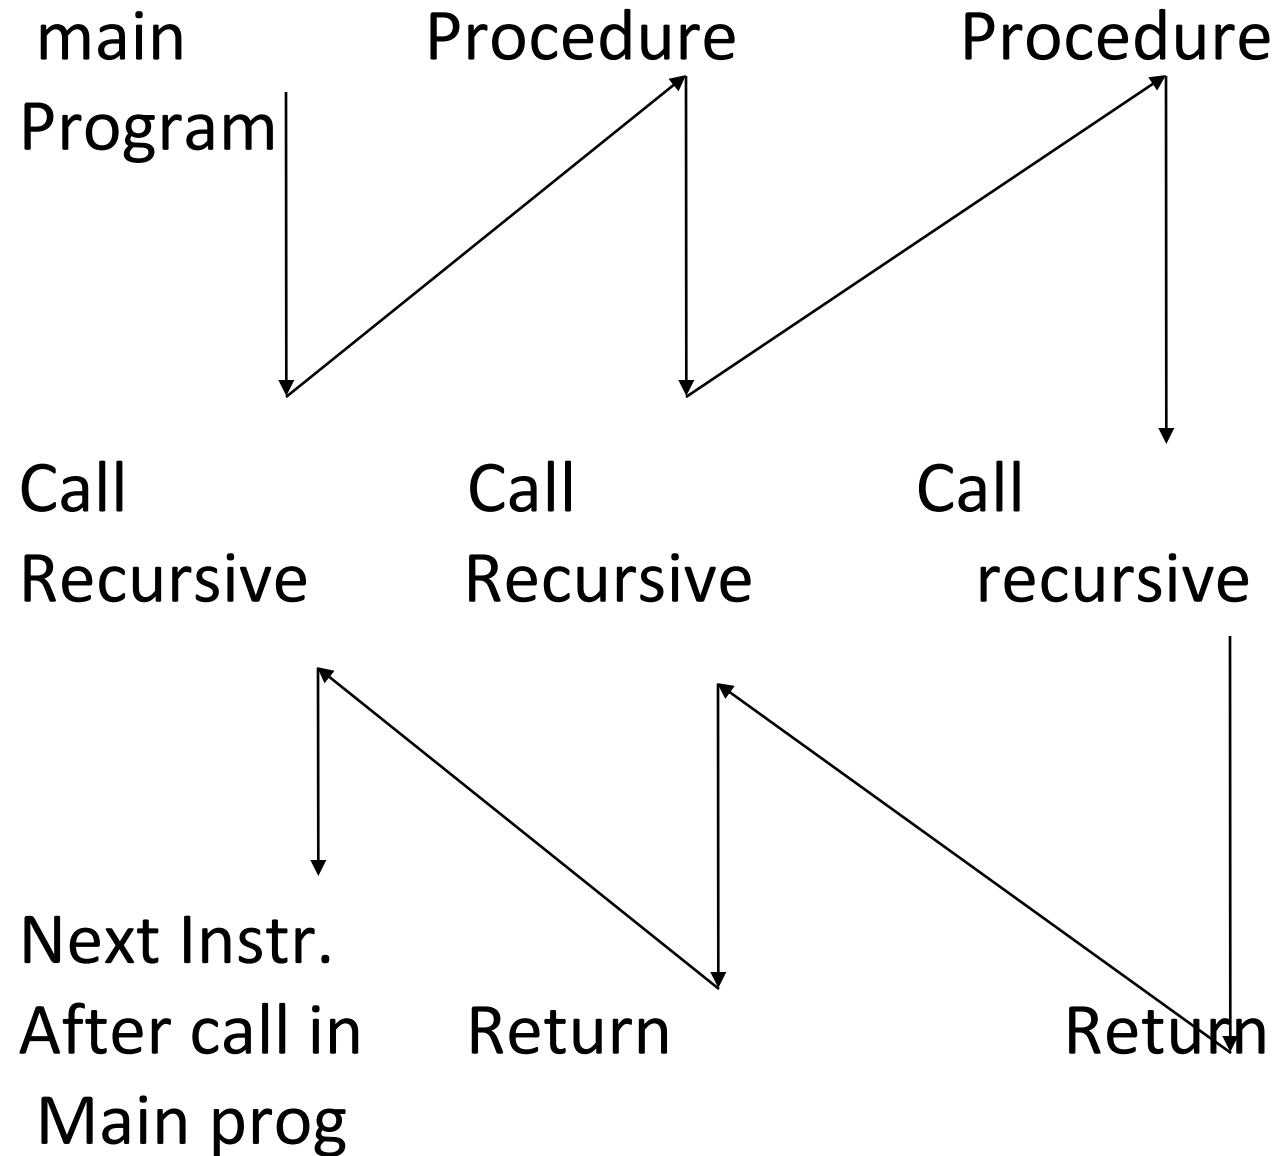 main Procedure Procedure
Program
Call Call Call
Recursive Recursive recursive
Next Instr.
After call in Return Return
Main prog